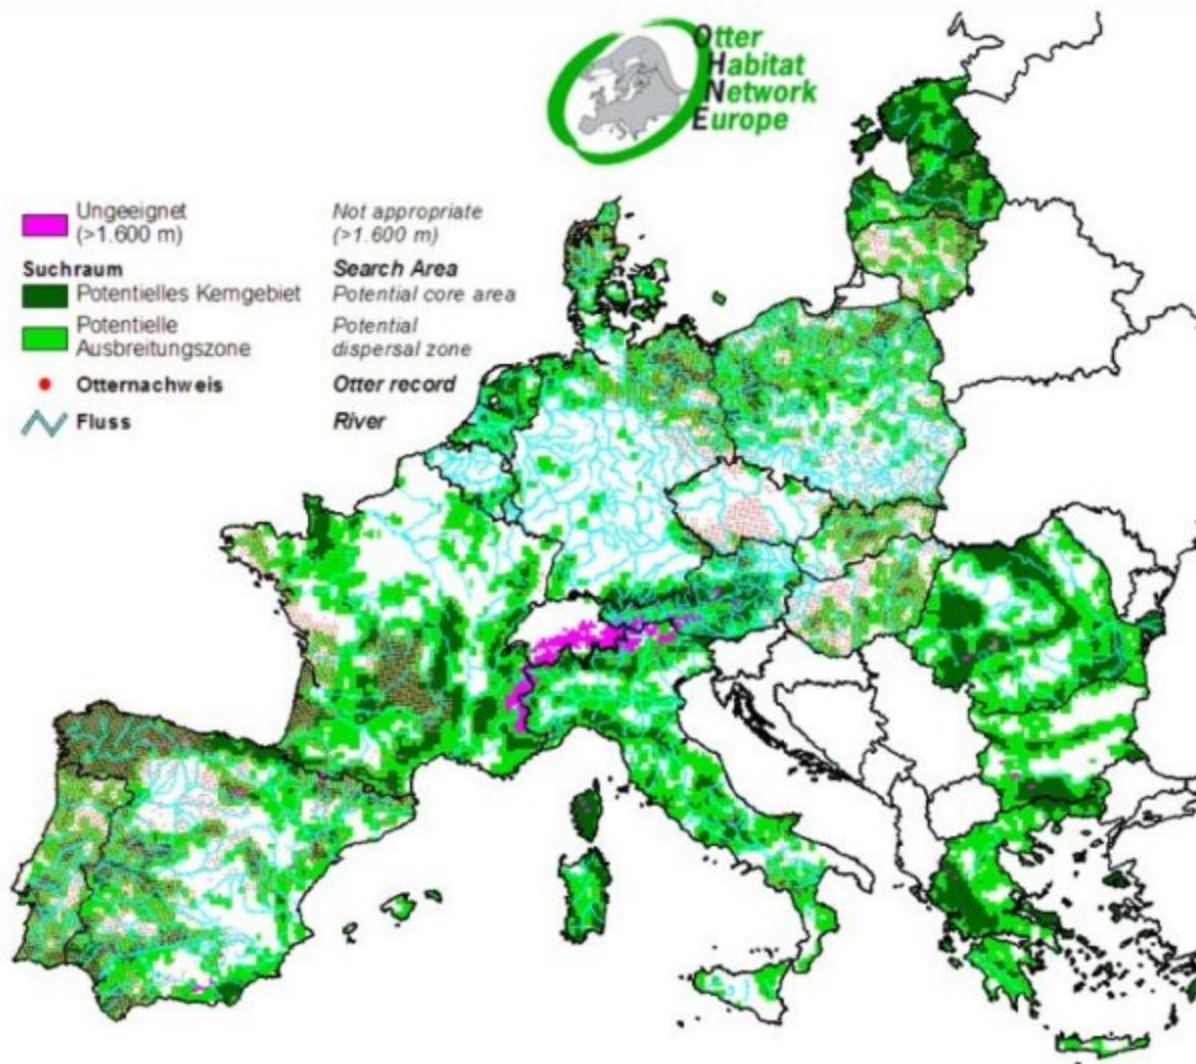 Otter
Habitat
Network
Europe
Ungeeignet
(>1.600 m)
Not appropriate
(>1.600 m)
Suchraum
Search Area
Potentielles Kerngebiet
Potential core area
Potentielle
Ausbreitungszone
Potential
dispersal zone
Otternachweis
Otter record
Fluss
River